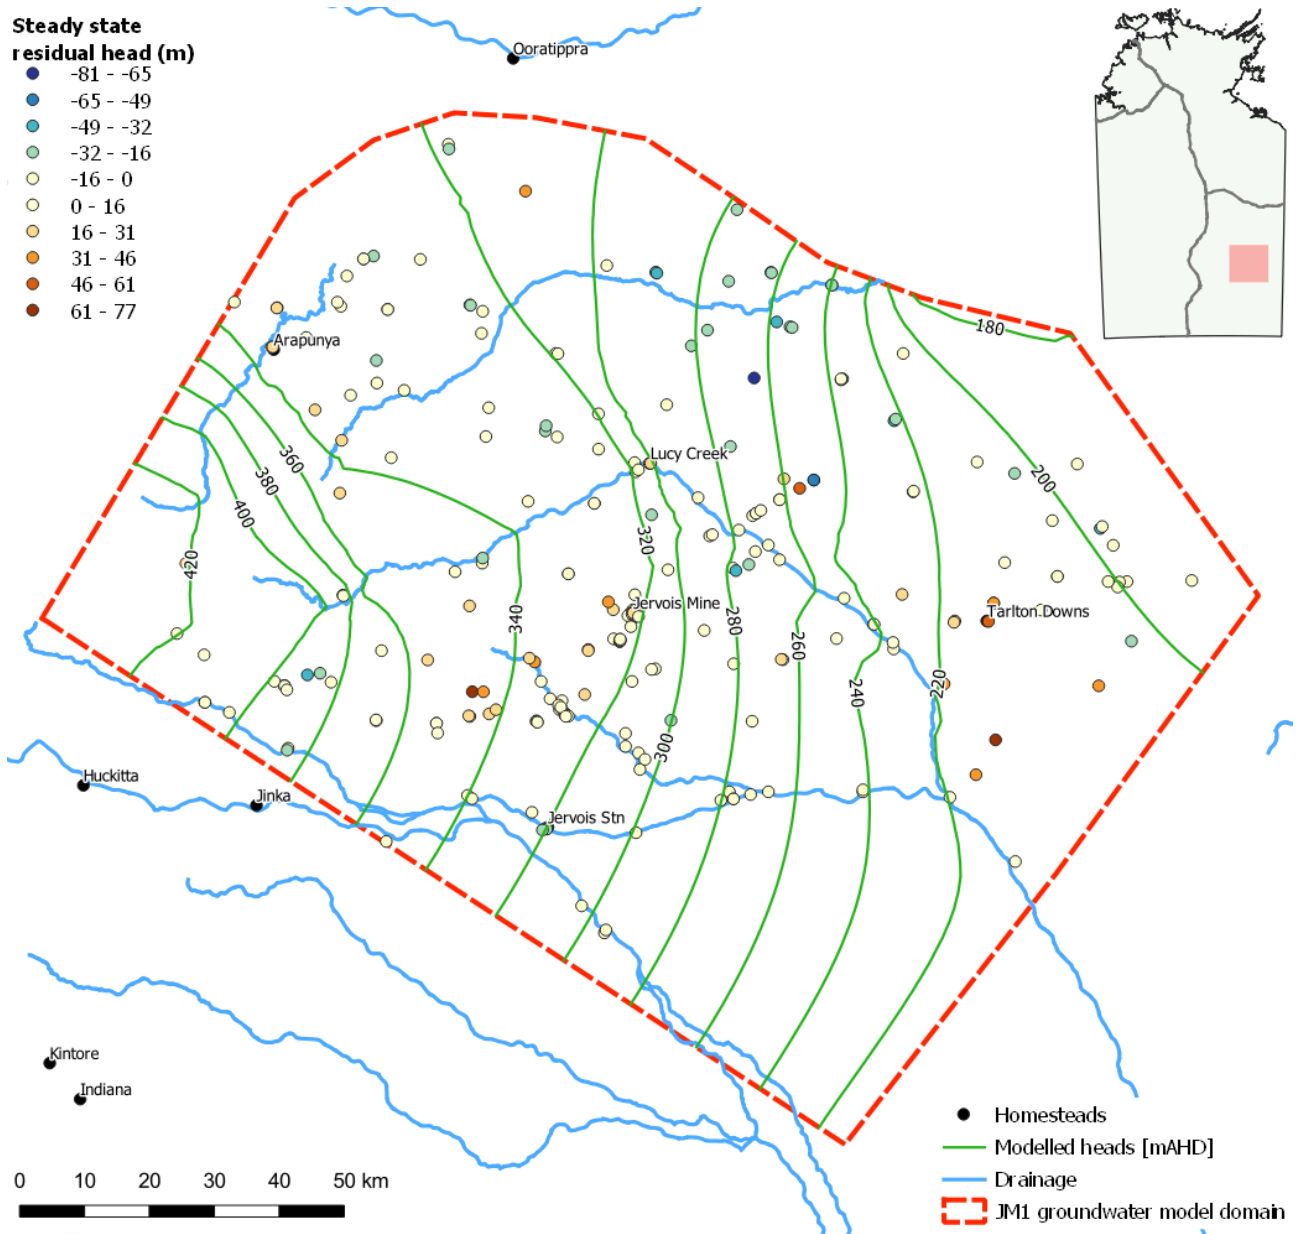 Steady state
residual head (m)
-81 - -65
-65 - -49
-49 - -32
-32 - -16
-16 - 0
0 - 16
16 - 31
31 - 46
46 - 61
61 - 77
Ooratippra
180
Arapunya
Lucy Creek
360
380
400
420
200
320
Jervois Mine
340
280
260
240
220
300
Tarlton Downs
Huckitta
Jinka
Jervois Stn
Kintore
Indiana
0 10 20 30 40 50 km
Homesteads
Modelled heads [mAHD]
Drainage
JM1 groundwater model domain